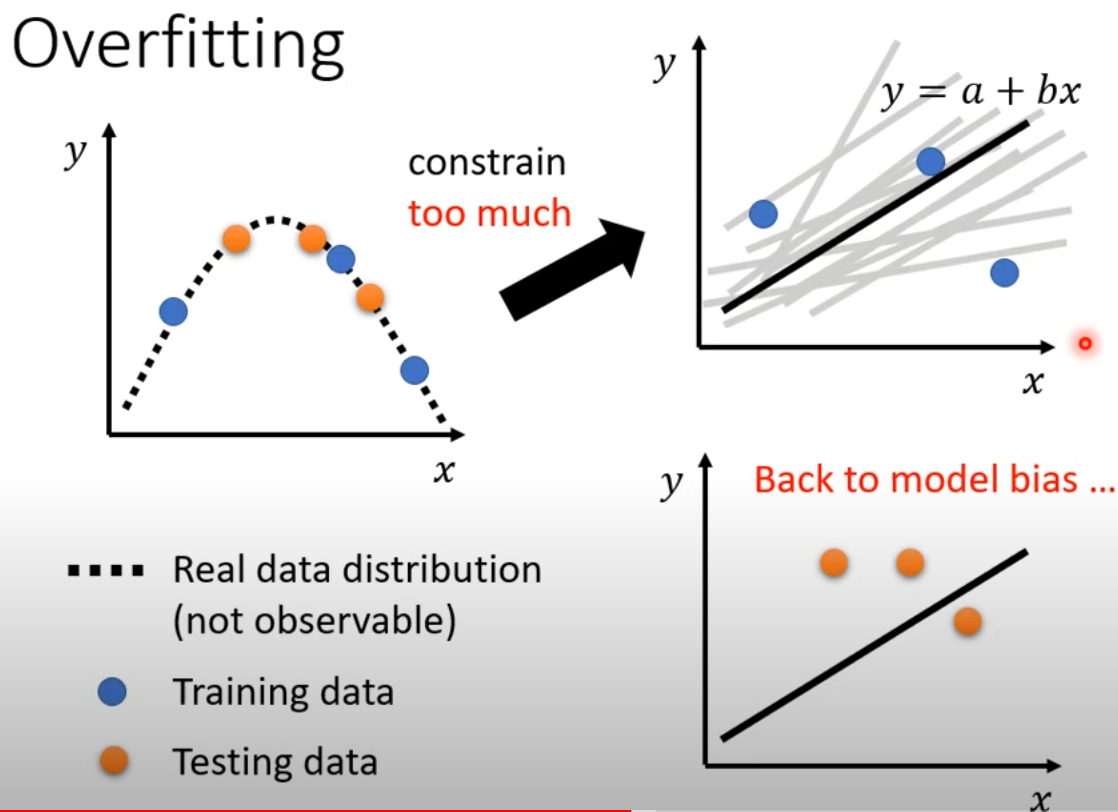 Overfitting
y
x
constrain
too much
y
y = a + bx
x
y
Back to model bias ...
x
Real data distribution
(not observable)
Training data
Testing data